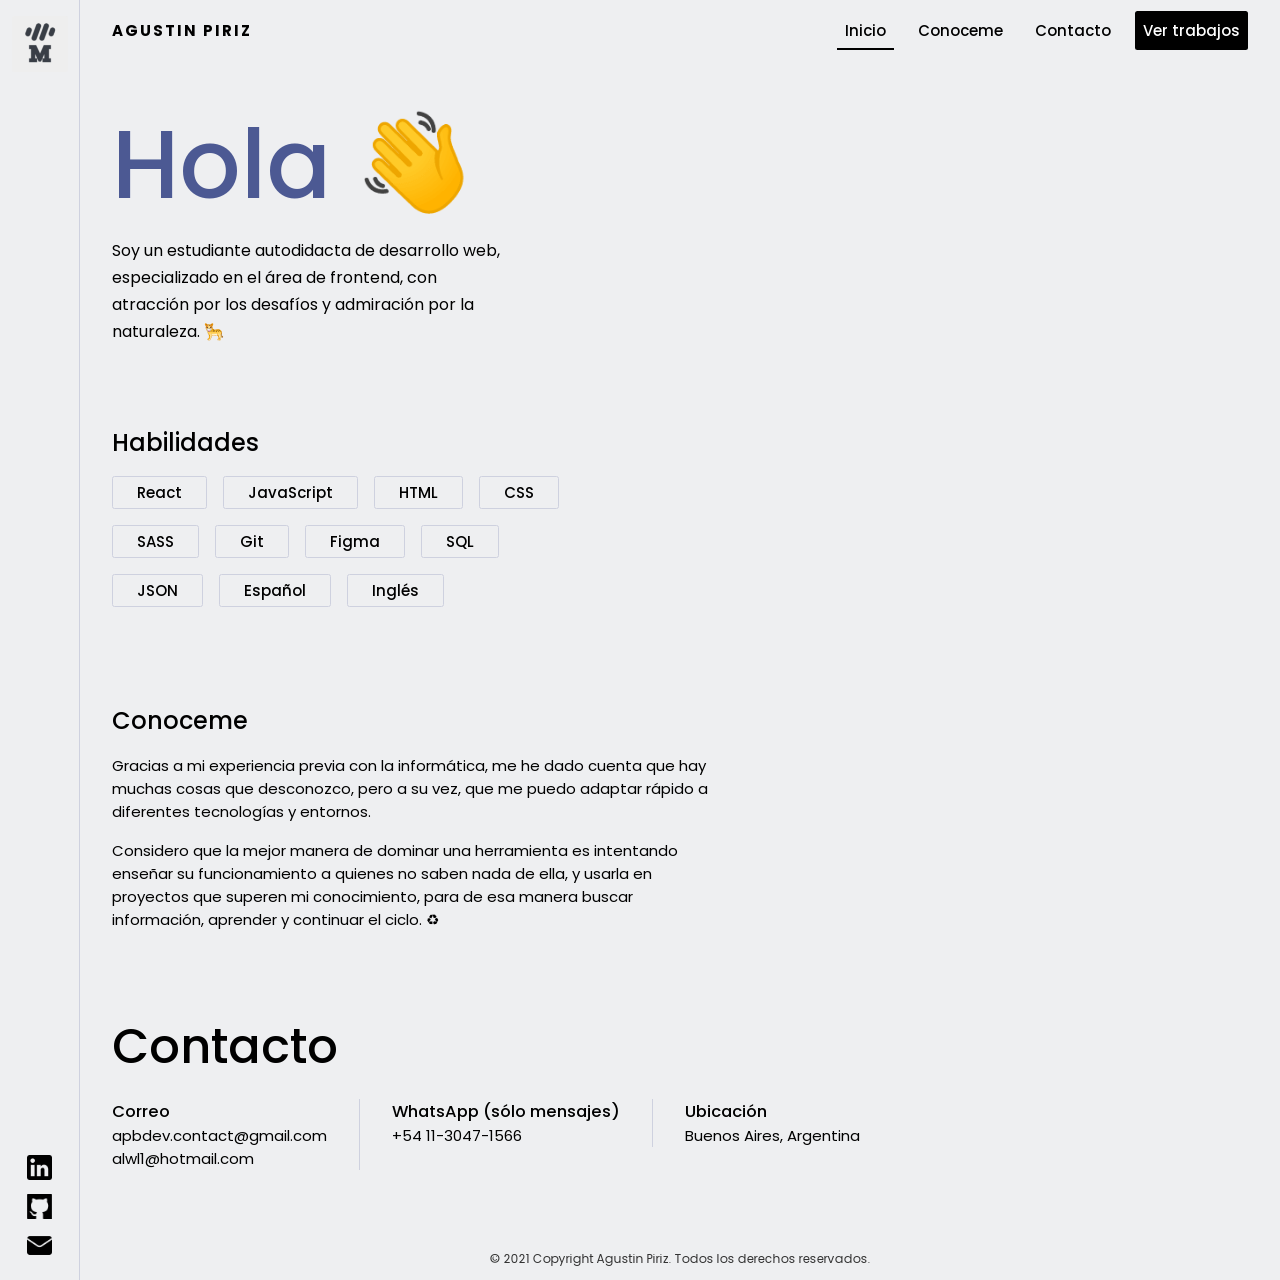 M
AGUSTIN PIRIZ
Inicio
Conoceme
Contacto
Ver trabajos
Hola 👋
Soy un estudiante autodidacta de desarrollo web,
especializado en el área de frontend, con
atracción por los desafíos y admiración por la
naturaleza. 🐆
Habilidades
React
JavaScript
HTML
CSS
SASS
Git
Figma
SQL
JSON
Español
Inglés
Conoceme
Gracias a mi experiencia previa con la informática, me he dado cuenta que hay
muchas cosas que desconozco, pero a su vez, que me puedo adaptar rápido a
diferentes tecnologías y entornos.
Considero que la mejor manera de dominar una herramienta es intentando
enseñar su funcionamiento a quienes no saben nada de ella, y usarla en
proyectos que superen mi conocimiento, para de esa manera buscar
información, aprender y continuar el ciclo. ♻
Contacto
Correo
apbdev.contact@gmail.com
alwl1@hotmail.com
WhatsApp (sólo mensajes)
+54 11-3047-1566
Ubicación
Buenos Aires, Argentina
in
© 2021 Copyright Agustin Piriz. Todos los derechos reservados.